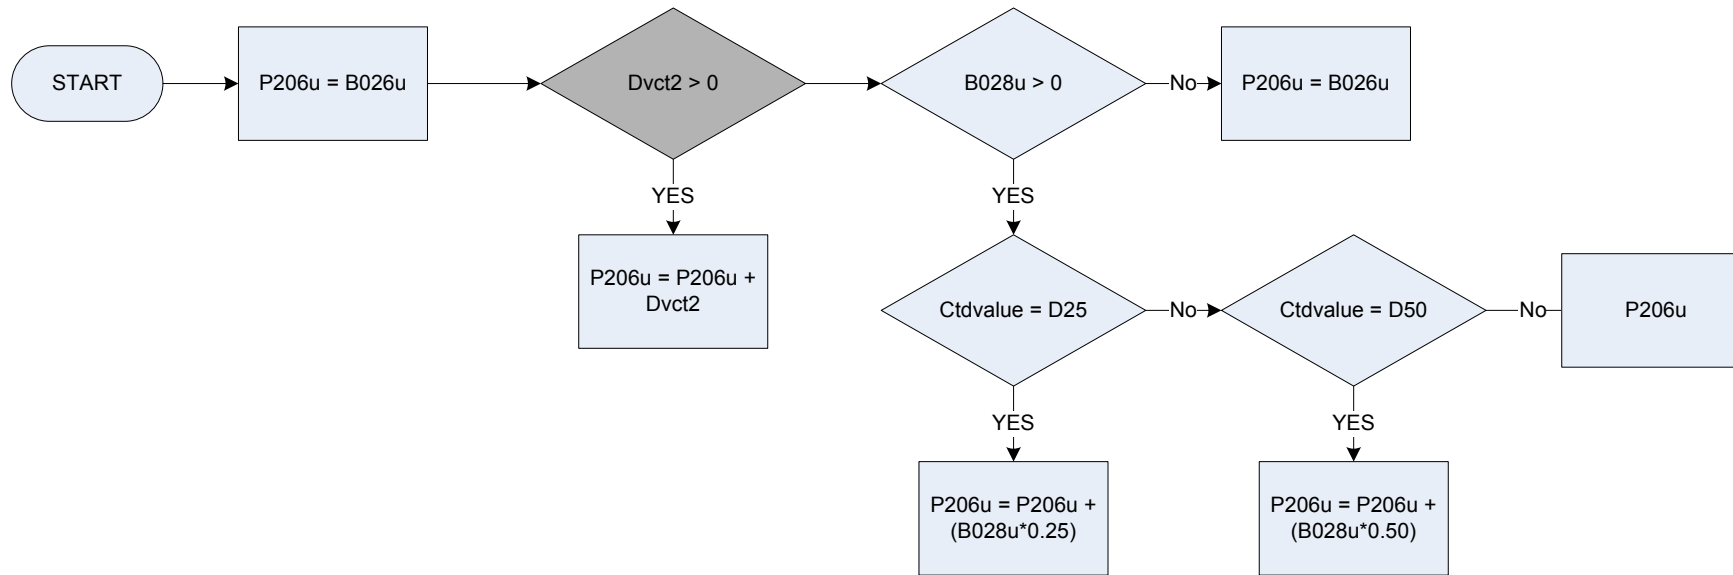 START
P206u = B026u
Dvct2 > 0
B028u > 0
No
P206u = B026u
YES
YES
P206u = P206u +
Dvct2
Ctdvalue = D25
No
Ctdvalue = D50
No
P206u
YES
YES
P206u = P206u +
(B028u*0.25)
P206u = P206u +
(B028u*0.50)